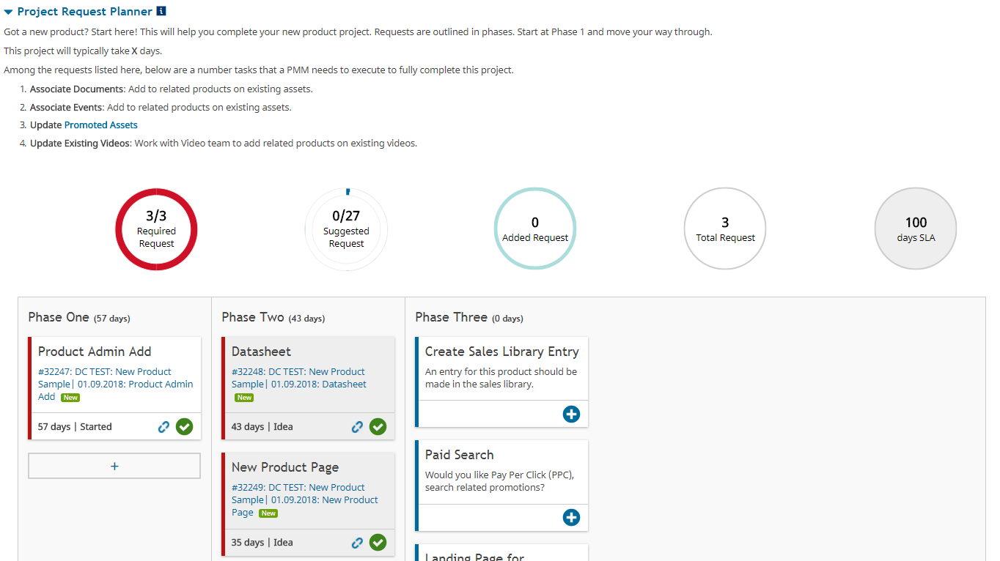 Project Request Planner i
Got a new product? Start here! This will help you complete your new product project. Requests are outlined in phases. Start at Phase 1 and move your way through.
This project will typically take X days.
Among the requests listed here, below are a number tasks that a PMM needs to execute to fully complete this project.
1. Associate Documents: Add to related products on existing assets.
2. Associate Events: Add to related products on existing assets.
3. Update Promoted Assets
4. Update Existing Videos: Work with Video team to add related products on existing videos.
3/3
Required
Request
0/27
Suggested
Request
0
Added Request
3
Total Request
100
days SLA
Phase One (57 days)
Product Admin Add
#32247: DC TEST: New Product
Sample| 01.09.2018: Product Admin
Add New
57 days | Started
+
Phase Two (43 days)
Datasheet
#32248: DC TEST: New Product
Sample| 01.09.2018: Datasheet
New
43 days | Idea
New Product Page
#32249: DC TEST: New Product
Sample| 01.09.2018: New Product
Page New
35 days | Idea
Phase Three (0 days)
Create Sales Library Entry
An entry for this product should be
made in the sales library.
Paid Search
Would you like Pay Per Click (PPC),
search related promotions?
Landing Page for